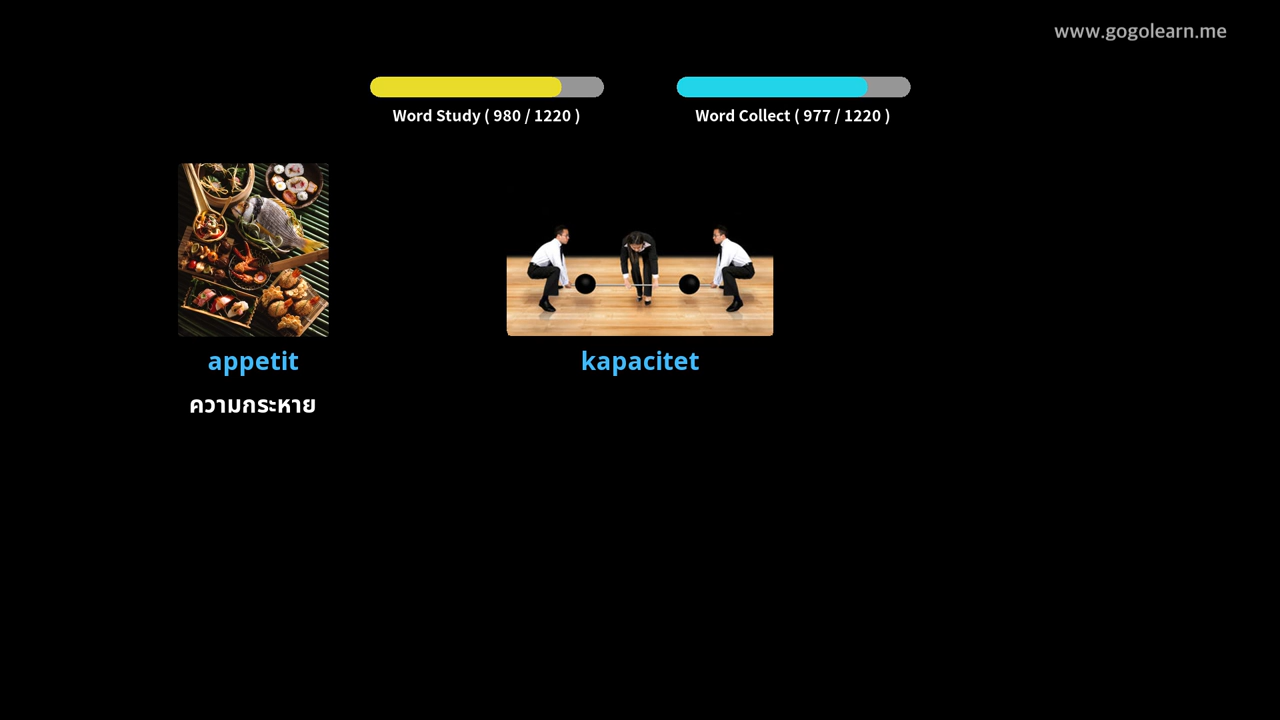 www.gogolearn.me
Word Study ( 980 / 1220 )
Word Collect ( 977 / 1220 )
appetit
ความกระหาย
kapacitet